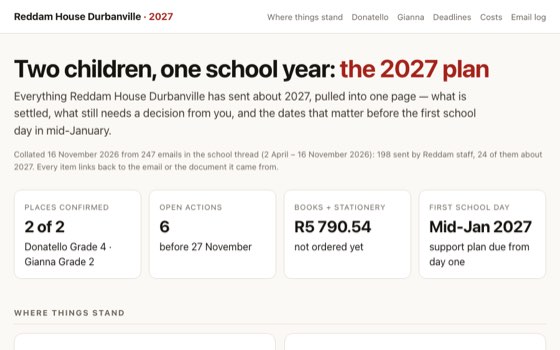 Reddam House Durbanville · 2027
Where things stand Donatello Gianna Deadlines Costs Email log
Two children, one school year: the 2027 plan
Everything Reddam House Durbanville has sent about 2027, pulled into one page — what is
settled, what still needs a decision from you, and the dates that matter before the first school
day in mid-January.
Collated 16 November 2026 from 247 emails in the school thread (2 April – 16 November 2026): 198 sent by Reddam staff, 24 of them about
2027. Every item links back to the email or the document it came from.
PLACES CONFIRMED
2 of 2
Donatello Grade 4 ·
Gianna Grade 2
OPEN ACTIONS
6
before 27 November
BOOKS + STATIONERY
R5 790.54
not ordered yet
FIRST SCHOOL DAY
Mid-Jan 2027
support plan due from
day one
WHERE THINGS STAND